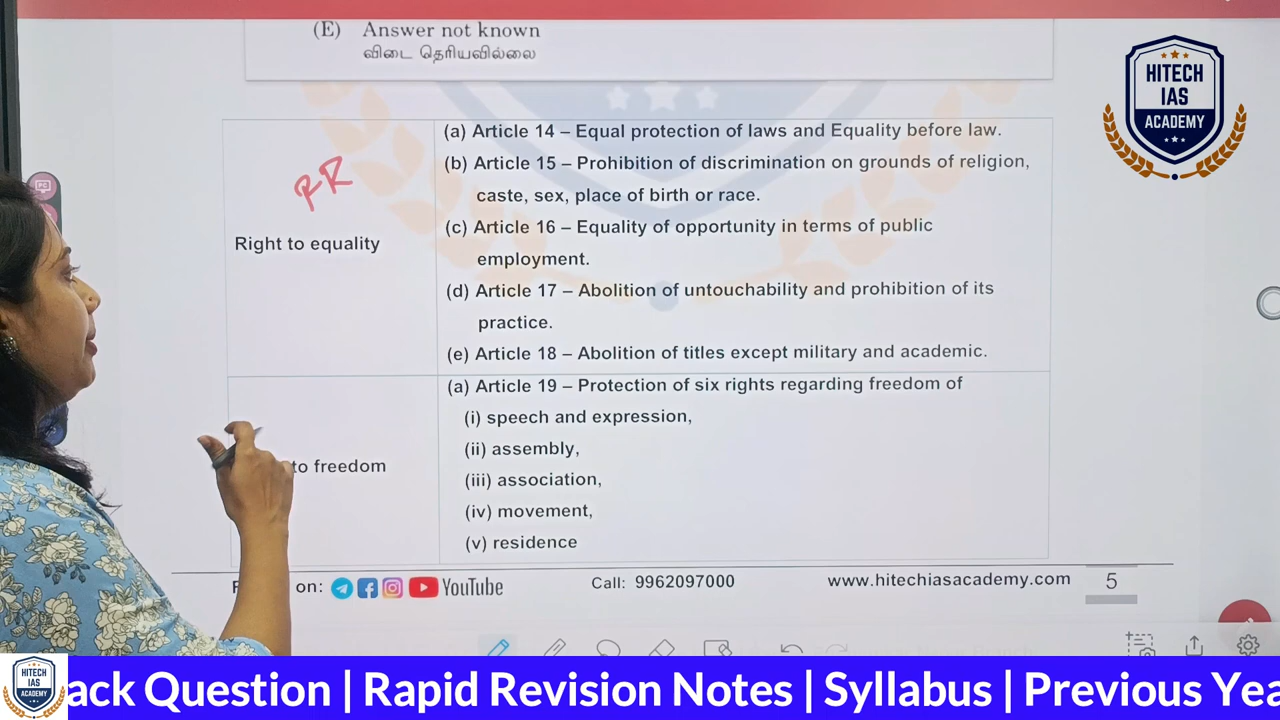 (E) Answer not known
விடை தெரியவில்லை
HITECH
IAS
ACADEMY
(a) Article 14 – Equal protection of laws and Equality before law.
(b) Article 15 – Prohibition of discrimination on grounds of religion,
caste, sex, place of birth or race.
FR
(c) Article 16 – Equality of opportunity in terms of public
employment.
Right to equality
(d) Article 17 – Abolition of untouchability and prohibition of its
practice.
(e) Article 18 – Abolition of titles except military and academic.
(a) Article 19 – Protection of six rights regarding freedom of
(i) speech and expression,
(ii) assembly,
to freedom
(iii) association,
(iv) movement,
(v) residence
on: YouTube Call: 9962097000 www.hitechiasacademy.com 5
HITECH
IAS
ACADEMY
ack Question | Rapid Revision Notes | Syllabus | Previous Yea